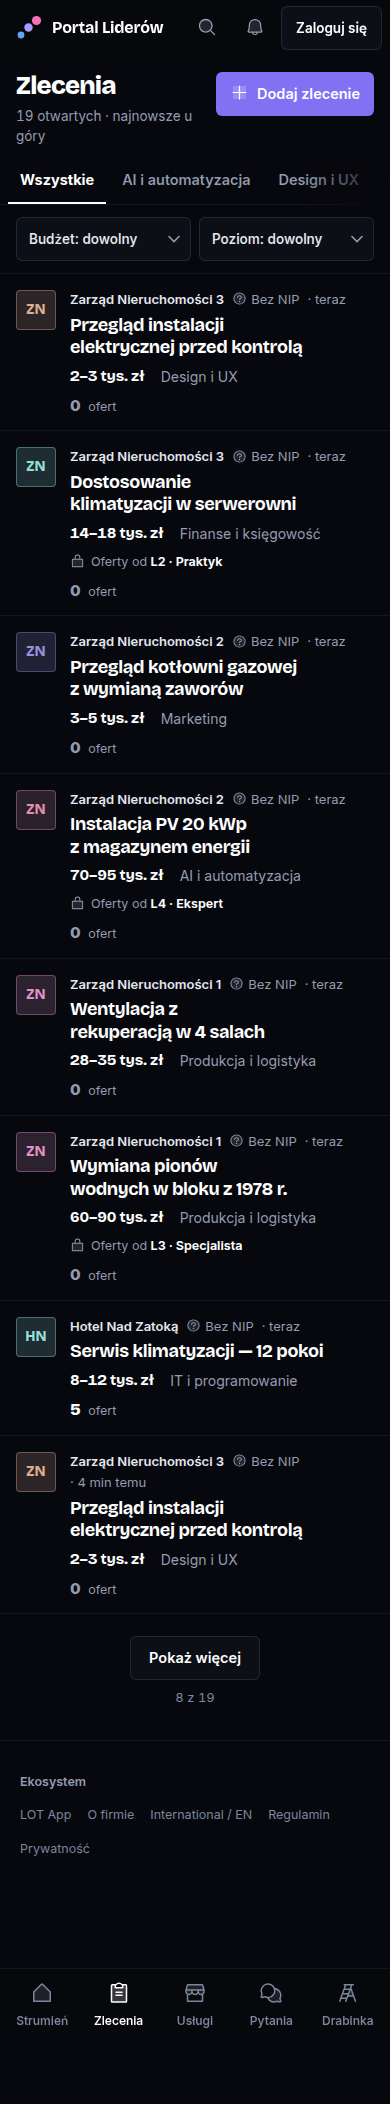 Portal Liderów
Zaloguj się
Zlecenia
19 otwartych · najnowsze u
góry
Dodaj zlecenie
Wszystkie AI i automatyzacja Design i UX
Budżet: dowolny Poziom: dowolny
ZN
Zarząd Nieruchomości 3 Bez NIP · teraz
Przegląd instalacji
elektrycznej przed kontrolą
2–3 tys. zł Design i UX
0 ofert
ZN
Zarząd Nieruchomości 3 Bez NIP · teraz
Dostosowanie
klimatyzacji w serwerowni
14–18 tys. zł Finanse i księgowość
Oferty od L2 · Praktyk
0 ofert
ZN
Zarząd Nieruchomości 2 Bez NIP · teraz
Przegląd kotłowni gazowej
z wymianą zaworów
3–5 tys. zł Marketing
0 ofert
ZN
Zarząd Nieruchomości 2 Bez NIP · teraz
Instalacja PV 20 kWp
z magazynem energii
70–95 tys. zł AI i automatyzacja
Oferty od L4 · Ekspert
0 ofert
ZN
Zarząd Nieruchomości 1 Bez NIP · teraz
Wentylacja z
rekuperacją w 4 salach
28–35 tys. zł Produkcja i logistyka
0 ofert
ZN
Zarząd Nieruchomości 1 Bez NIP · teraz
Wymiana pionów
wodnych w bloku z 1978 r.
60–90 tys. zł Produkcja i logistyka
Oferty od L3 · Specjalista
0 ofert
HN
Hotel Nad Zatoką Bez NIP · teraz
Serwis klimatyzacji — 12 pokoi
8–12 tys. zł IT i programowanie
5 ofert
ZN
Zarząd Nieruchomości 3 Bez NIP
· 4 min temu
Przegląd instalacji
elektrycznej przed kontrolą
2–3 tys. zł Design i UX
0 ofert
Pokaż więcej
8 z 19
Ekosystem
LOT App O firmie International / EN Regulamin
Prywatność
Strumień Zlecenia Usługi Pytania Drabinka